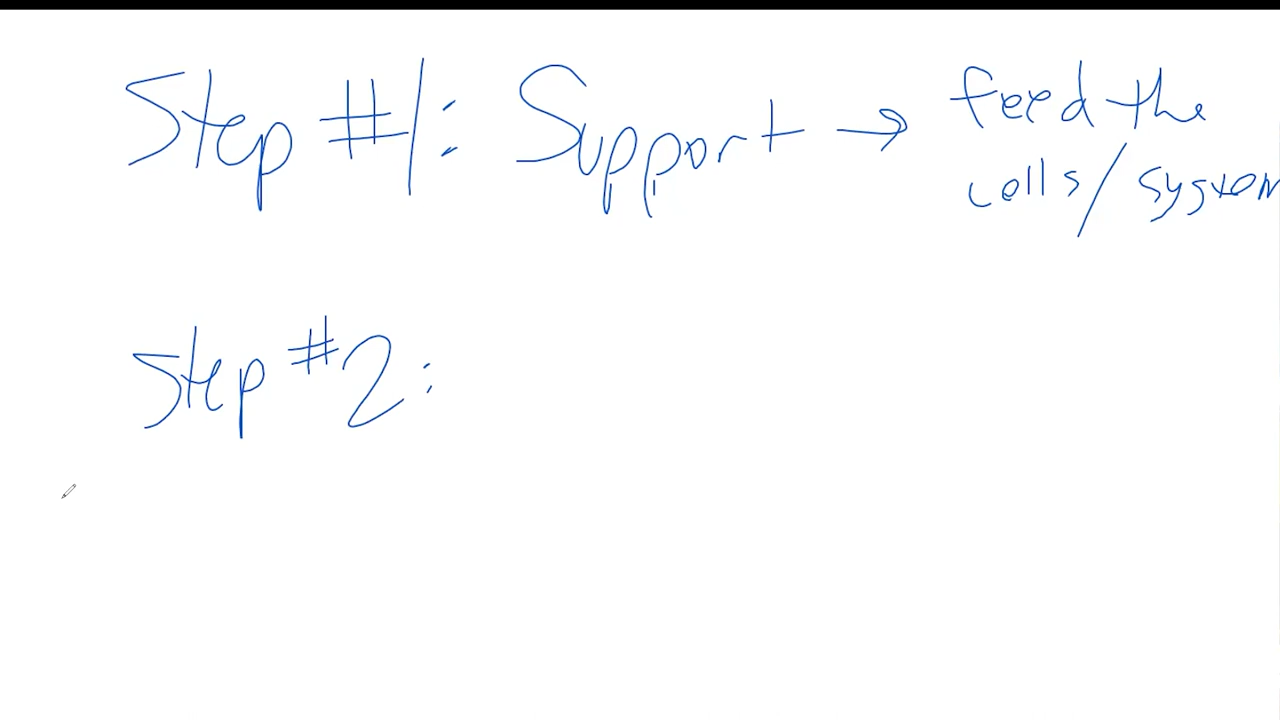 Step #1: Support → feed the
cells/system
Step #2: